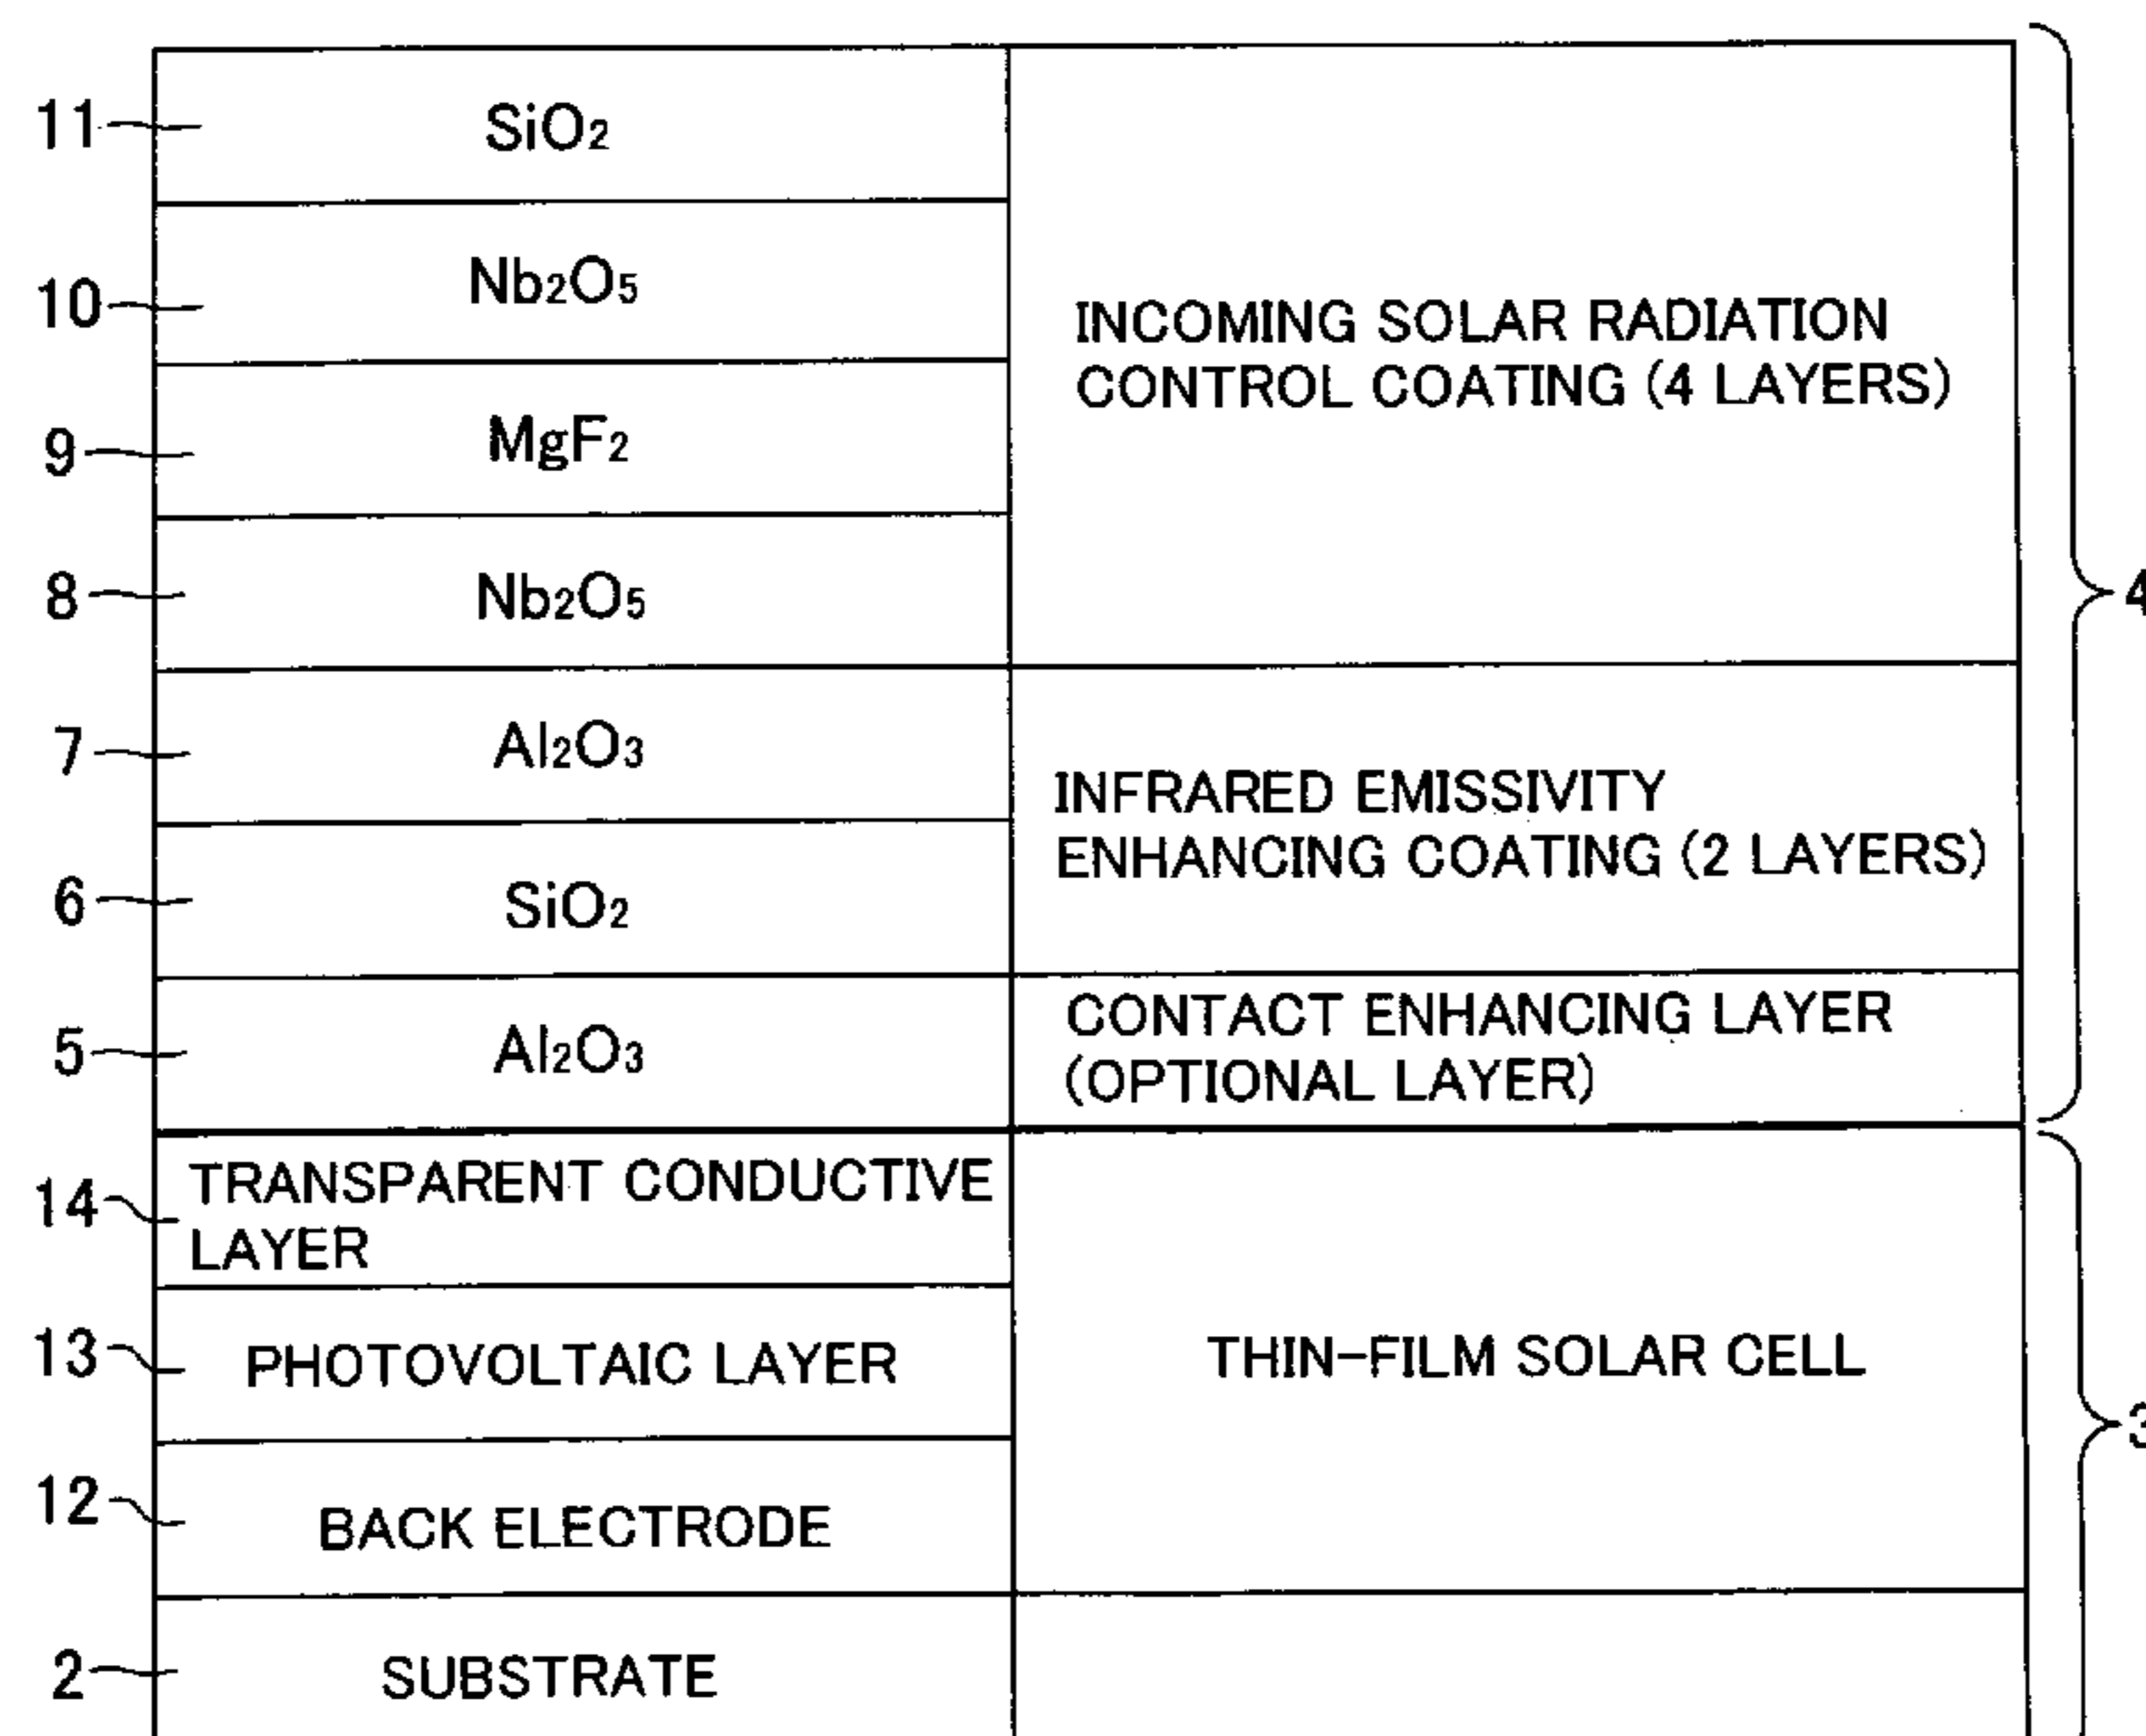 11
SiO2
10
Nb2O5
INCOMING SOLAR RADIATION
CONTROL COATING (4 LAYERS)
9
MgF2
8
Nb2O5
4
7
Al2O3
INFRARED EMISSIVITY
ENHANCING COATING (2 LAYERS)
6
SiO2
5
Al2O3
CONTACT ENHANCING LAYER
(OPTIONAL LAYER)
14
TRANSPARENT CONDUCTIVE
LAYER
13
PHOTOVOLTAIC LAYER
THIN-FILM SOLAR CELL
3
12
BACK ELECTRODE
2
SUBSTRATE